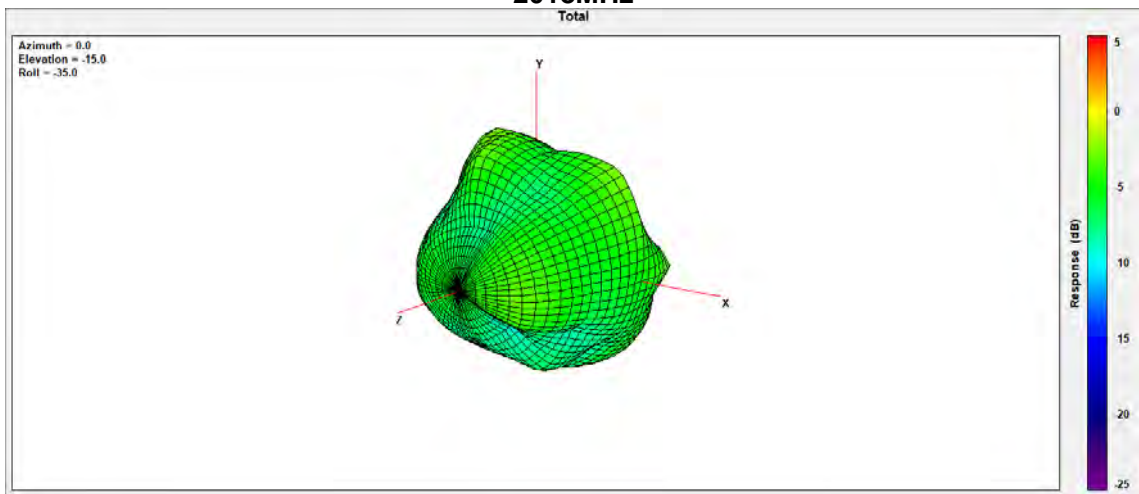 Total
Azimuth = 0.0
Elevation = -15.0
Roll = -35.0
Y
X
Z
5
0
5
10
15
-20
-25
Response (dB)